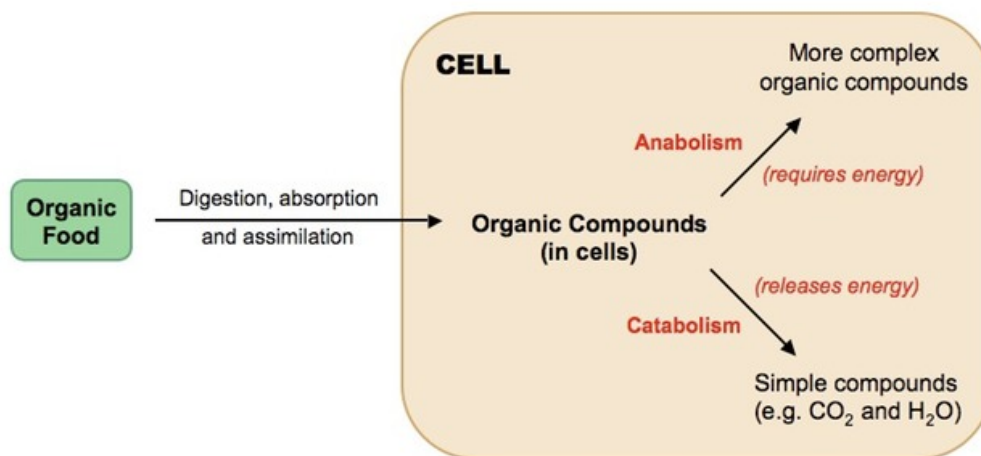 CELL
More complex
organic compounds
Anabolism
(requires energy)
Organic
Food
Digestion, absorption
and assimilation
Organic Compounds
(in cells)
(releases energy)
Catabolism
Simple compounds
(e.g. CO₂ and H₂O)